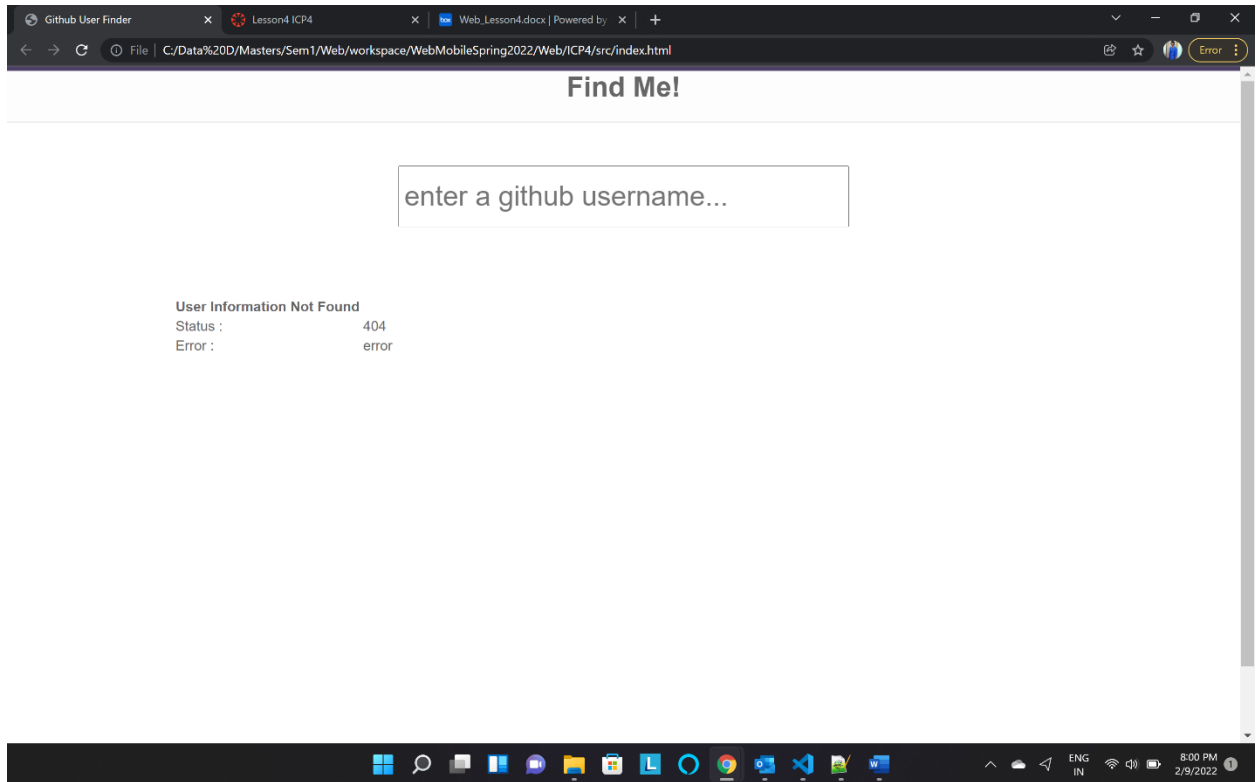 Github User Finder
Lesson4 ICP4
box Web_Lesson4.docx | Powered by
File | C:/Data%20D/Masters/Sem1/Web/workspace/WebMobileSpring2022/Web/ICP4/src/index.html
Error
Find Me!
enter a github username...
User Information Not Found
Status : 404
Error : error
L
W
ENG
IN
8:00 PM
2/9/2022
1